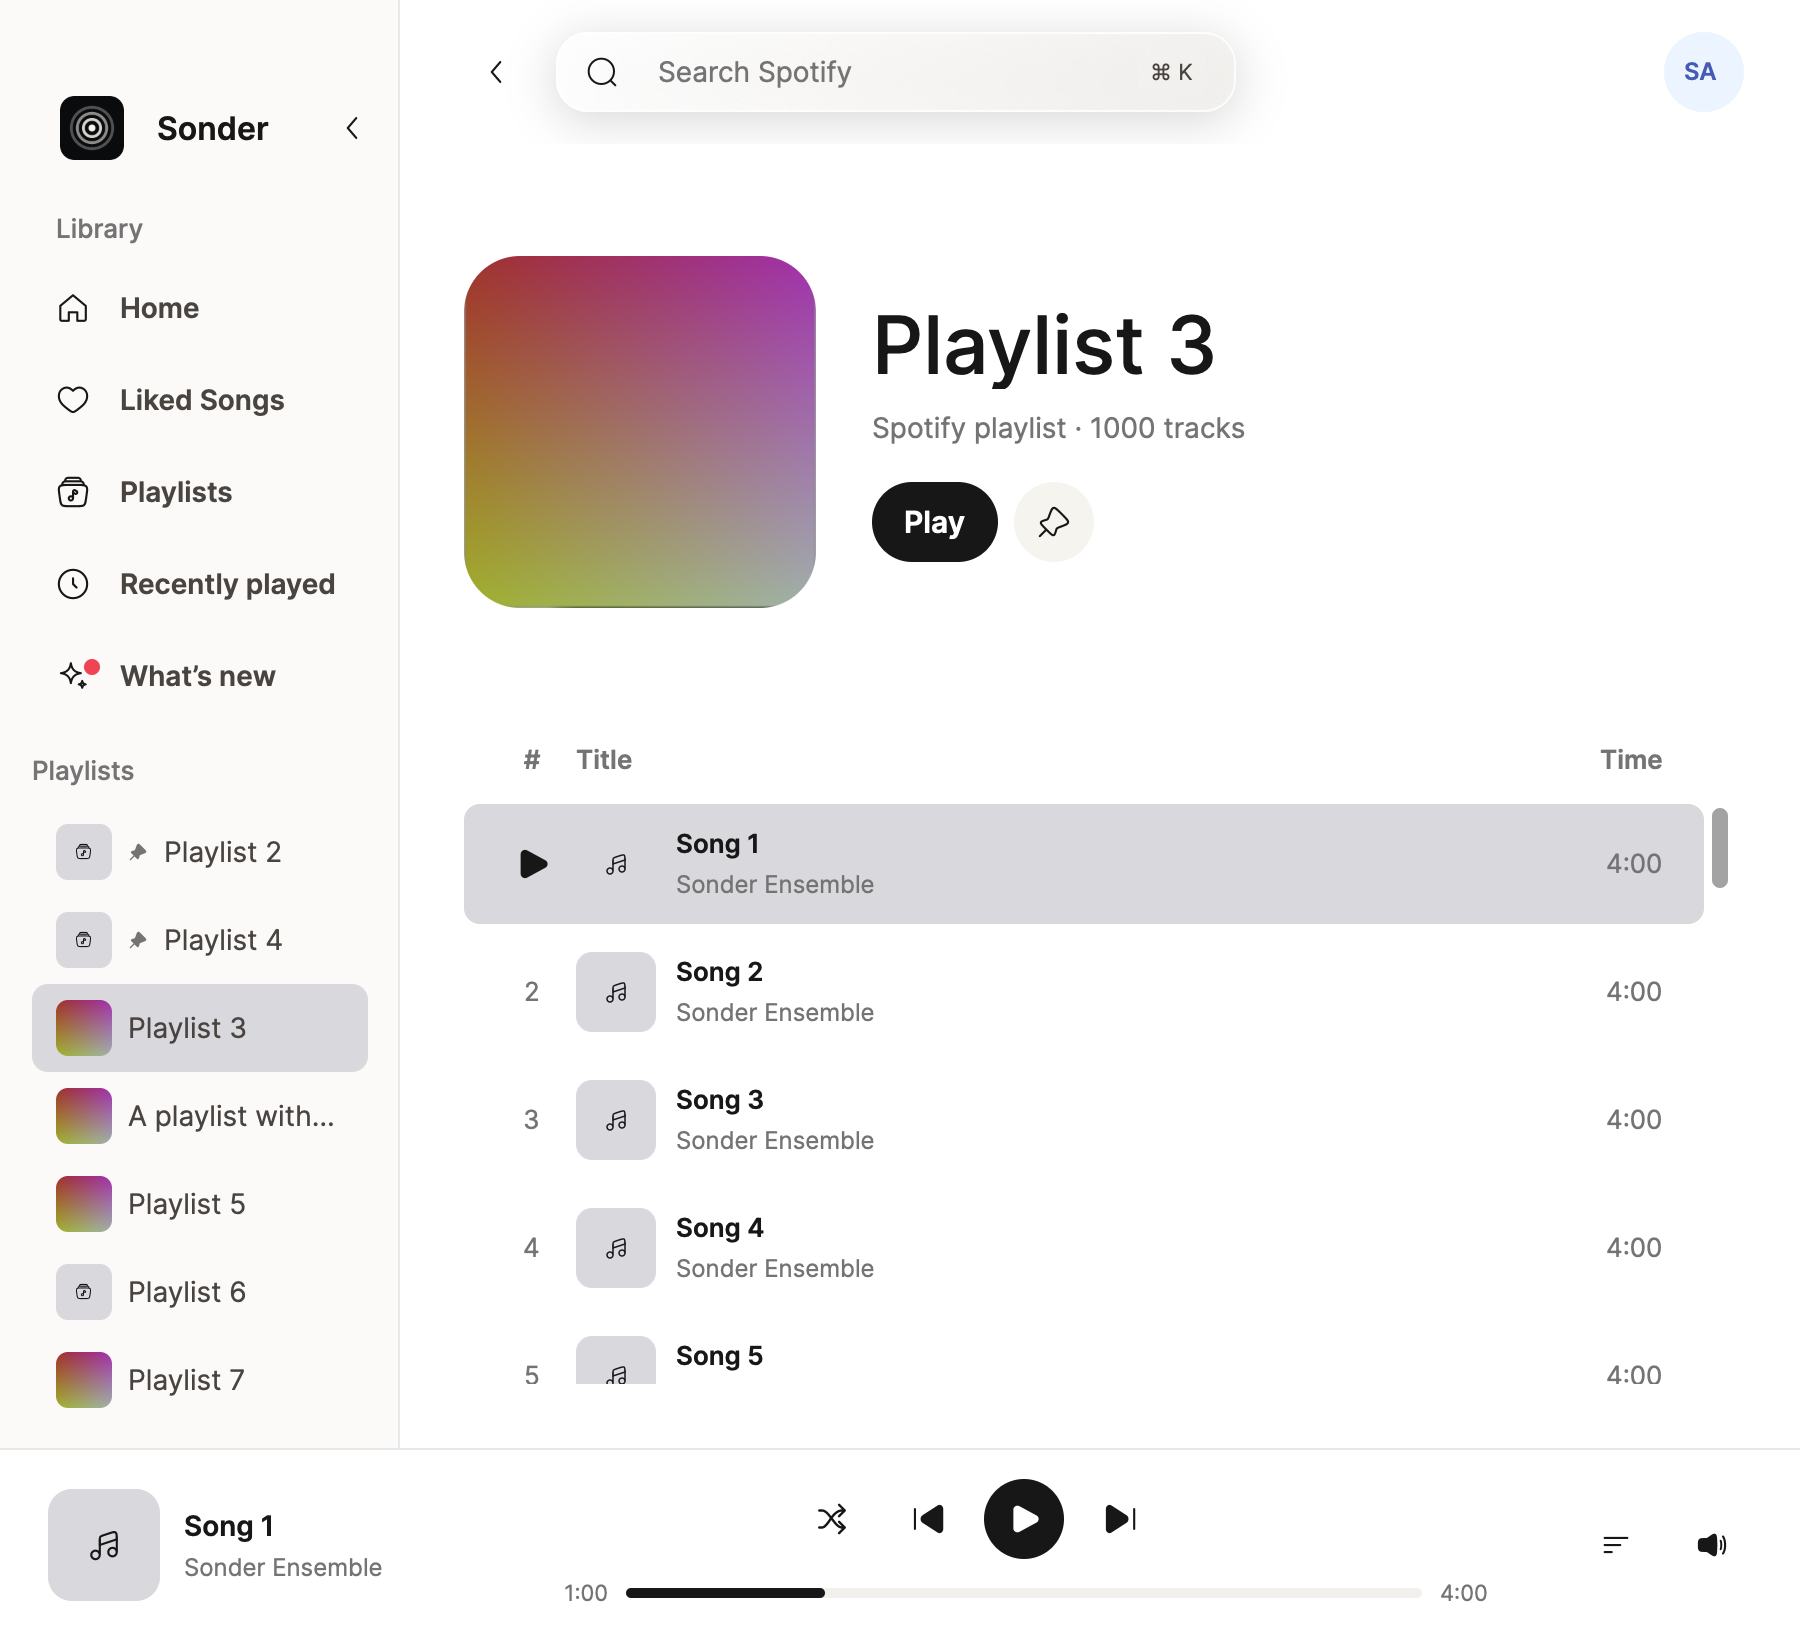 Sonder
Library
Home
Liked Songs
Playlists
Recently played
What’s new
Playlists
Playlist 2
Playlist 4
Playlist 3
A playlist with...
Playlist 5
Playlist 6
Playlist 7
Search Spotify ⌘ K
SA
Playlist 3
Spotify playlist · 1000 tracks
Play
# Title Time
Song 1
Sonder Ensemble
4:00
2
Song 2
Sonder Ensemble
4:00
3
Song 3
Sonder Ensemble
4:00
4
Song 4
Sonder Ensemble
4:00
5
Song 5
4:00
Song 1
Sonder Ensemble
1:00
4:00